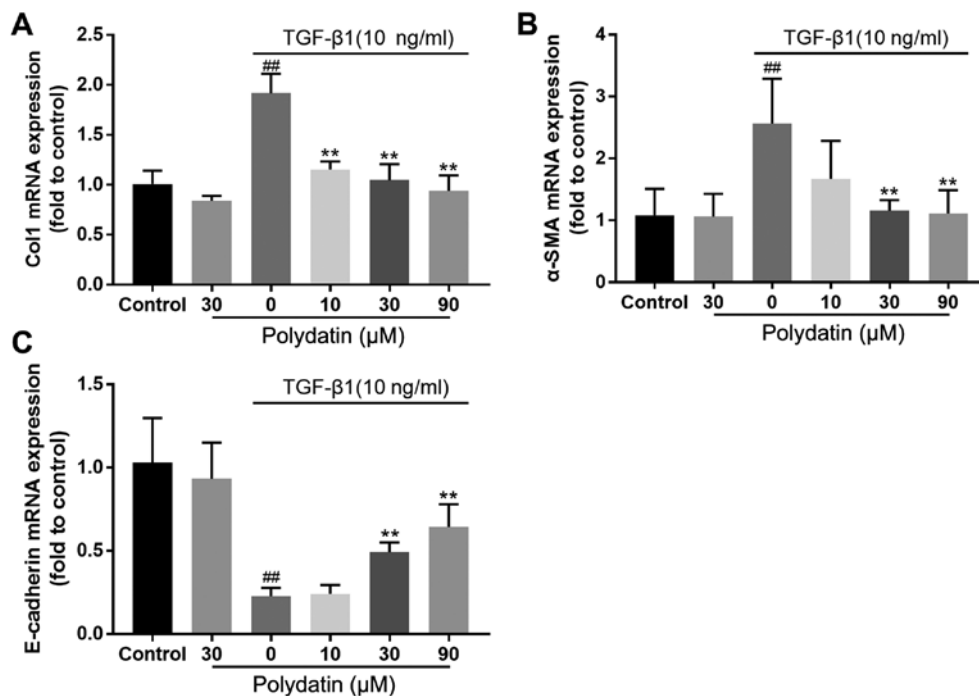 A
TGF-β1(10 ng/ml)
Col1 mRNA expression
(fold to control)
2.5
2.0
1.5
1.0
0.5
0.0
##
**
**
**
Control 30 0 10 30 90
Polydatin (μM)
B
TGF-β1(10 ng/ml)
α-SMA mRNA expression
(fold to control)
4
3
2
1
0
##
**
**
Control 30 0 10 30 90
Polydatin (μM)
C
TGF-β1(10 ng/ml)
E-cadherin mRNA expression
(fold to control)
1.5
1.0
0.5
0.0
##
**
**
Control 30 0 10 30 90
Polydatin (μM)